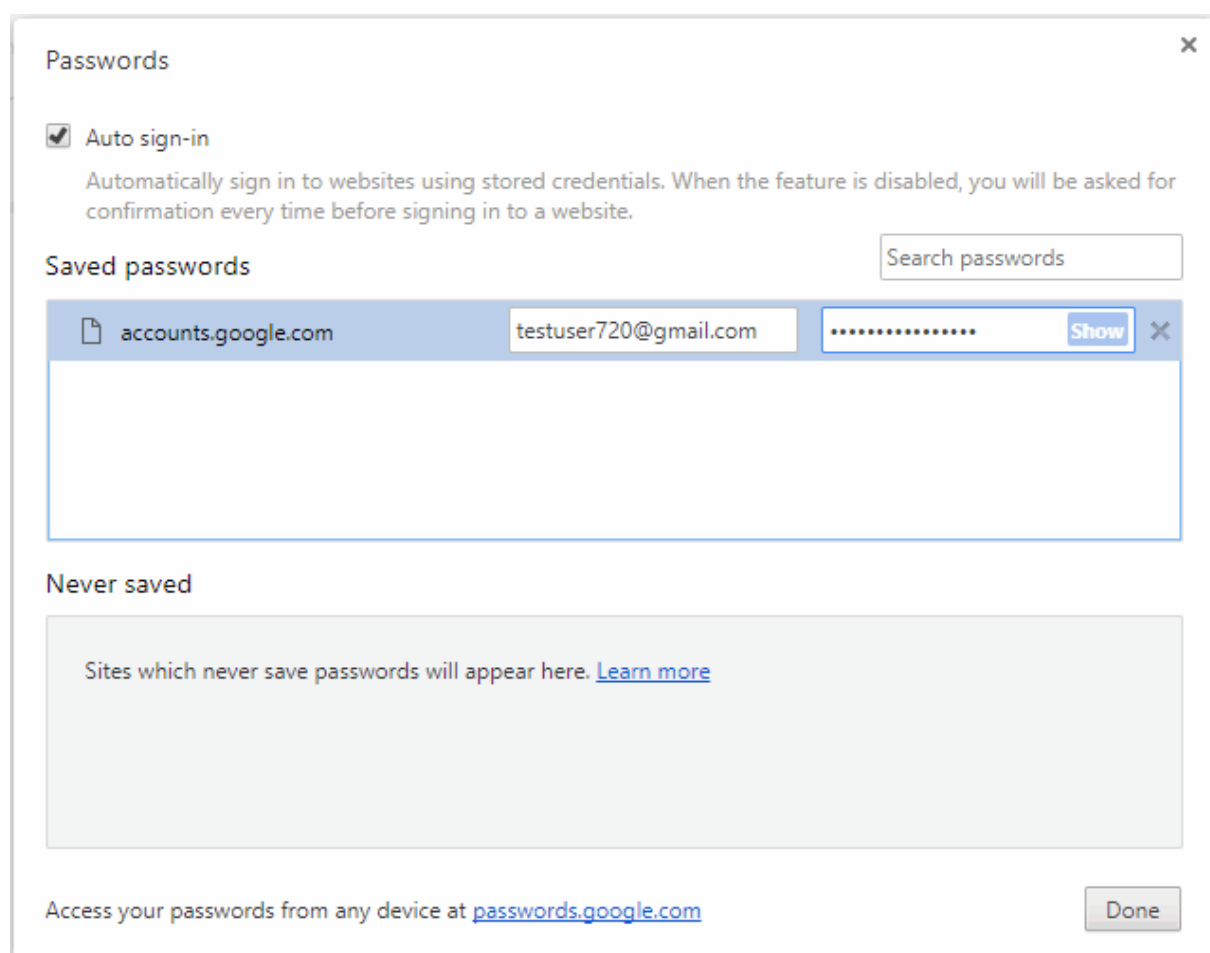 Passwords
Auto sign-in
Automatically sign in to websites using stored credentials. When the feature is disabled, you will be asked for
confirmation every time before signing in to a website.
Saved passwords
Search passwords
accounts.google.com testuser720@gmail.com •••••••••••••••• Show
Never saved
Sites which never save passwords will appear here. Learn more
Access your passwords from any device at passwords.google.com
Done